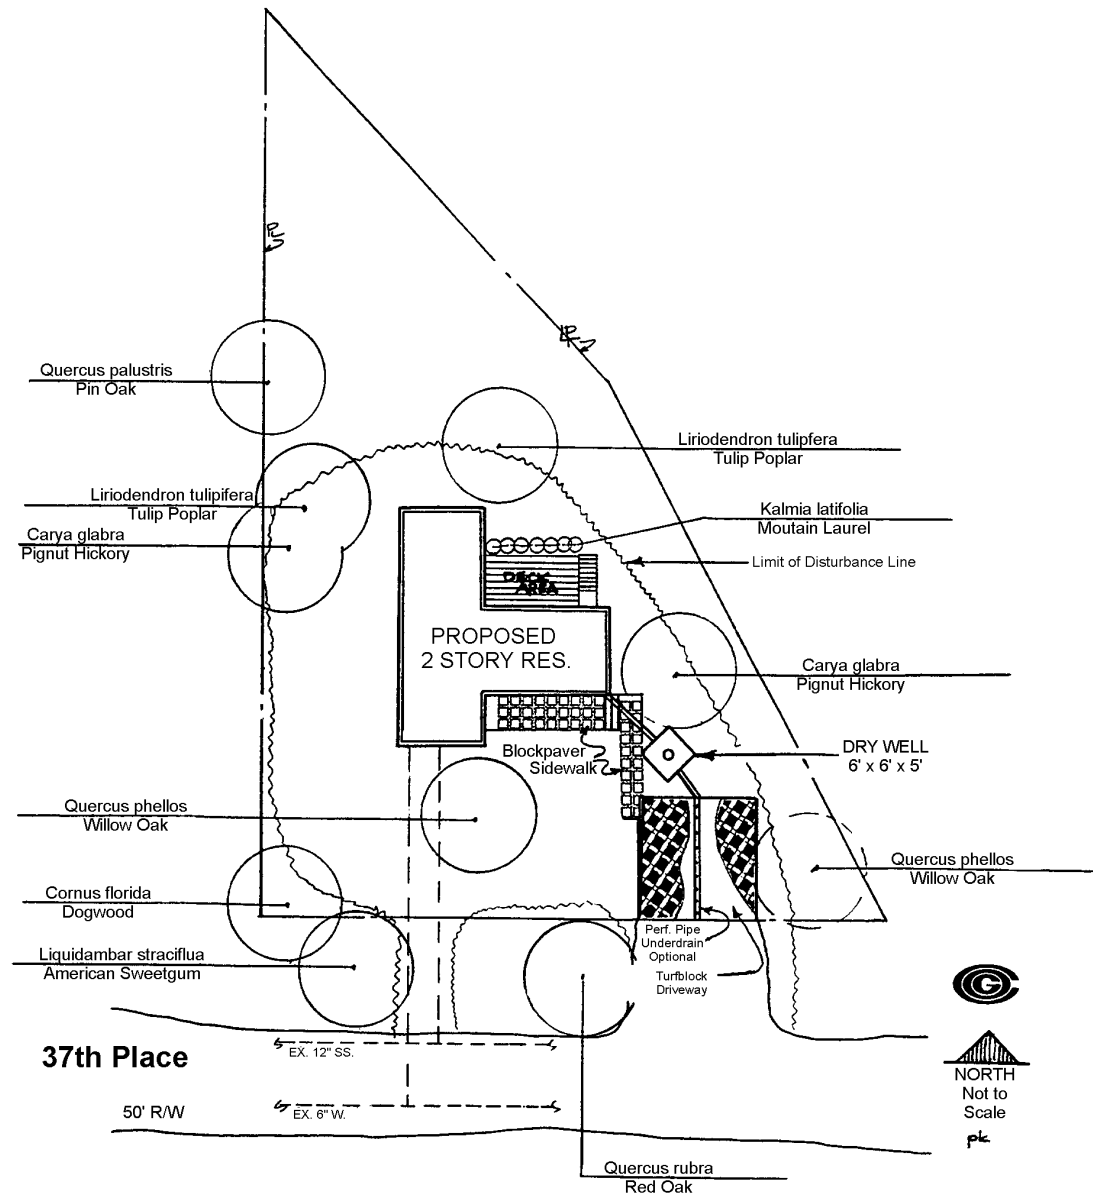 PL
PL
Quercus palustris
Pin Oak
Liriodendron tulipfera
Tulip Poplar
Liriodendron tulipifera
Tulip Poplar
Kalmia latifolia
Moutain Laurel
Carya glabra
Pignut Hickory
Limit of Disturbance Line
DECK
AREA
PROPOSED
2 STORY RES.
Carya glabra
Pignut Hickory
Blockpaver
Sidewalk
DRY WELL
6' x 6' x 5'
Quercus phellos
Willow Oak
Quercus phellos
Willow Oak
Cornus florida
Dogwood
Perf. Pipe
Underdrain
Optional
Liquidambar straciflua
American Sweetgum
Turfblock
Driveway
37th Place
EX. 12" SS.
NORTH
Not to
Scale
50' R/W
EX. 6" W.
Quercus rubra
Red Oak